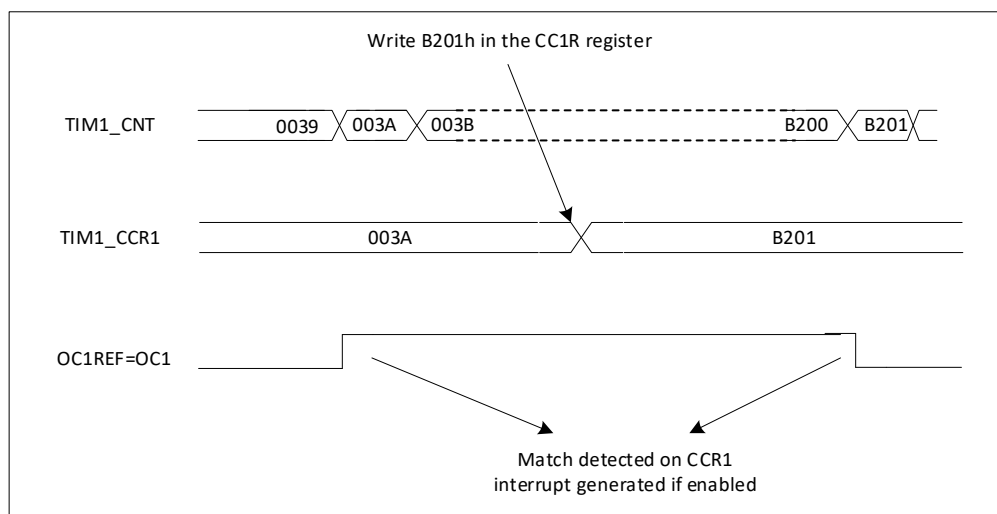 Write B201h in the CC1R register
TIM1_CNT 0039 003A 003B B200 B201
TIM1_CCR1 003A B201
OC1REF=OC1
Match detected on CCR1
interrupt generated if enabled